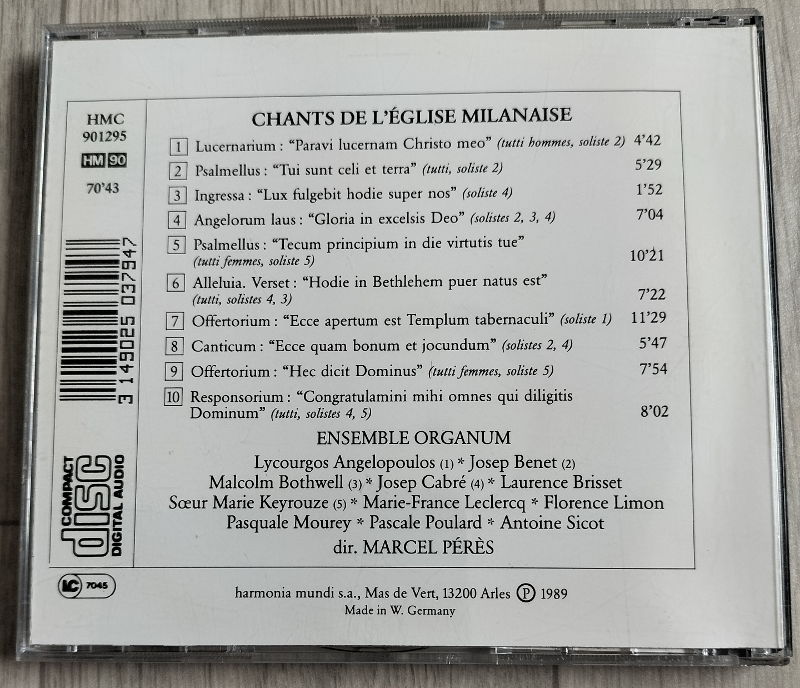 CHANTS DE L'ÉGLISE MILANAISE
HMC
901295
HM 90
70'43
1 Lucernarium : "Paravi lucernam Christo meo" (tutti hommes, soliste 2) 4'42
2 Psalmellus : "Tui sunt celi et terra" (tutti, soliste 2) 5'29
3 Ingressa : "Lux fulgebit hodie super nos" (soliste 4) 1'52
4 Angelorum laus : "Gloria in excelsis Deo" (solistes 2, 3, 4) 7'04
5 Psalmellus : "Tecum principium in die virtutis tue"
(tutti femmes, soliste 5) 10'21
6 Alleluia. Verset : "Hodie in Bethlehem puer natus est"
(tutti, solistes 4, 3) 7'22
7 Offertorium : "Ecce apertum est Templum tabernaculi" (soliste 1) 11'29
8 Canticum : "Ecce quam bonum et jocundum" (solistes 2, 4) 5'47
9 Offertorium : "Hec dicit Dominus" (tutti femmes, soliste 5) 7'54
10 Responsorium : "Congratulamini mihi omnes qui diligitis
Dominum" (tutti, solistes 4, 5) 8'02
ENSEMBLE ORGANUM
Lycourgos Angelopoulos (1) * Josep Benet (2)
Malcolm Bothwell (3) * Josep Cabré (4) * Laurence Brisset
Sœur Marie Keyrouze (5) * Marie-France Leclercq * Florence Limon
Pasquale Mourey * Pascale Poulard * Antoine Sicot
dir. MARCEL PÉRÈS
3 149025 037947
COMPACT
disc
DIGITAL AUDIO
LC 7045
harmonia mundi s.a., Mas de Vert, 13200 Arles Ⓟ 1989
Made in W. Germany